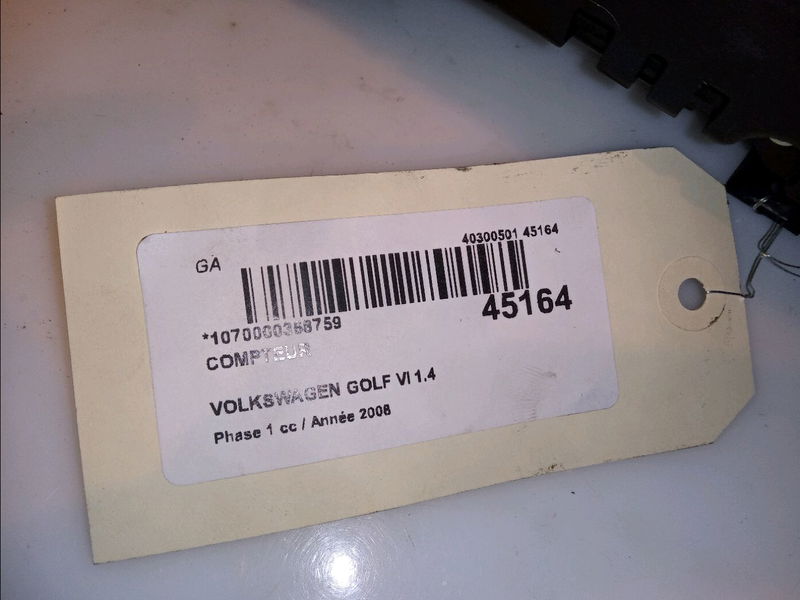 40300501 45164
GA
45164
*1070000368759
COMPTEUR
VOLKSWAGEN GOLF VI 1.4
Phase 1 cc / Année 2008